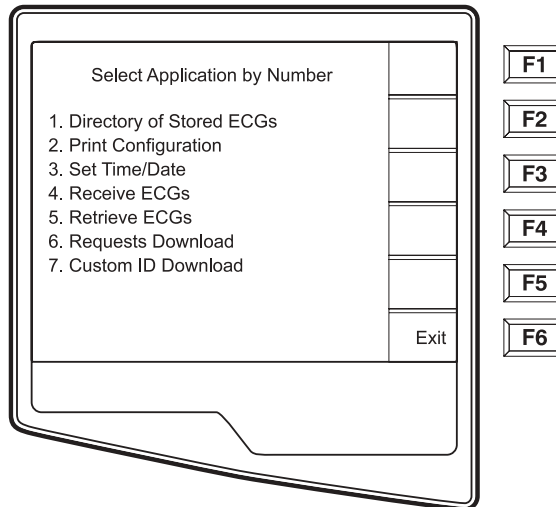 Select Application by Number
1. Directory of Stored ECGs
2. Print Configuration
3. Set Time/Date
4. Receive ECGs
5. Retrieve ECGs
6. Requests Download
7. Custom ID Download
Exit
F1
F2
F3
F4
F5
F6